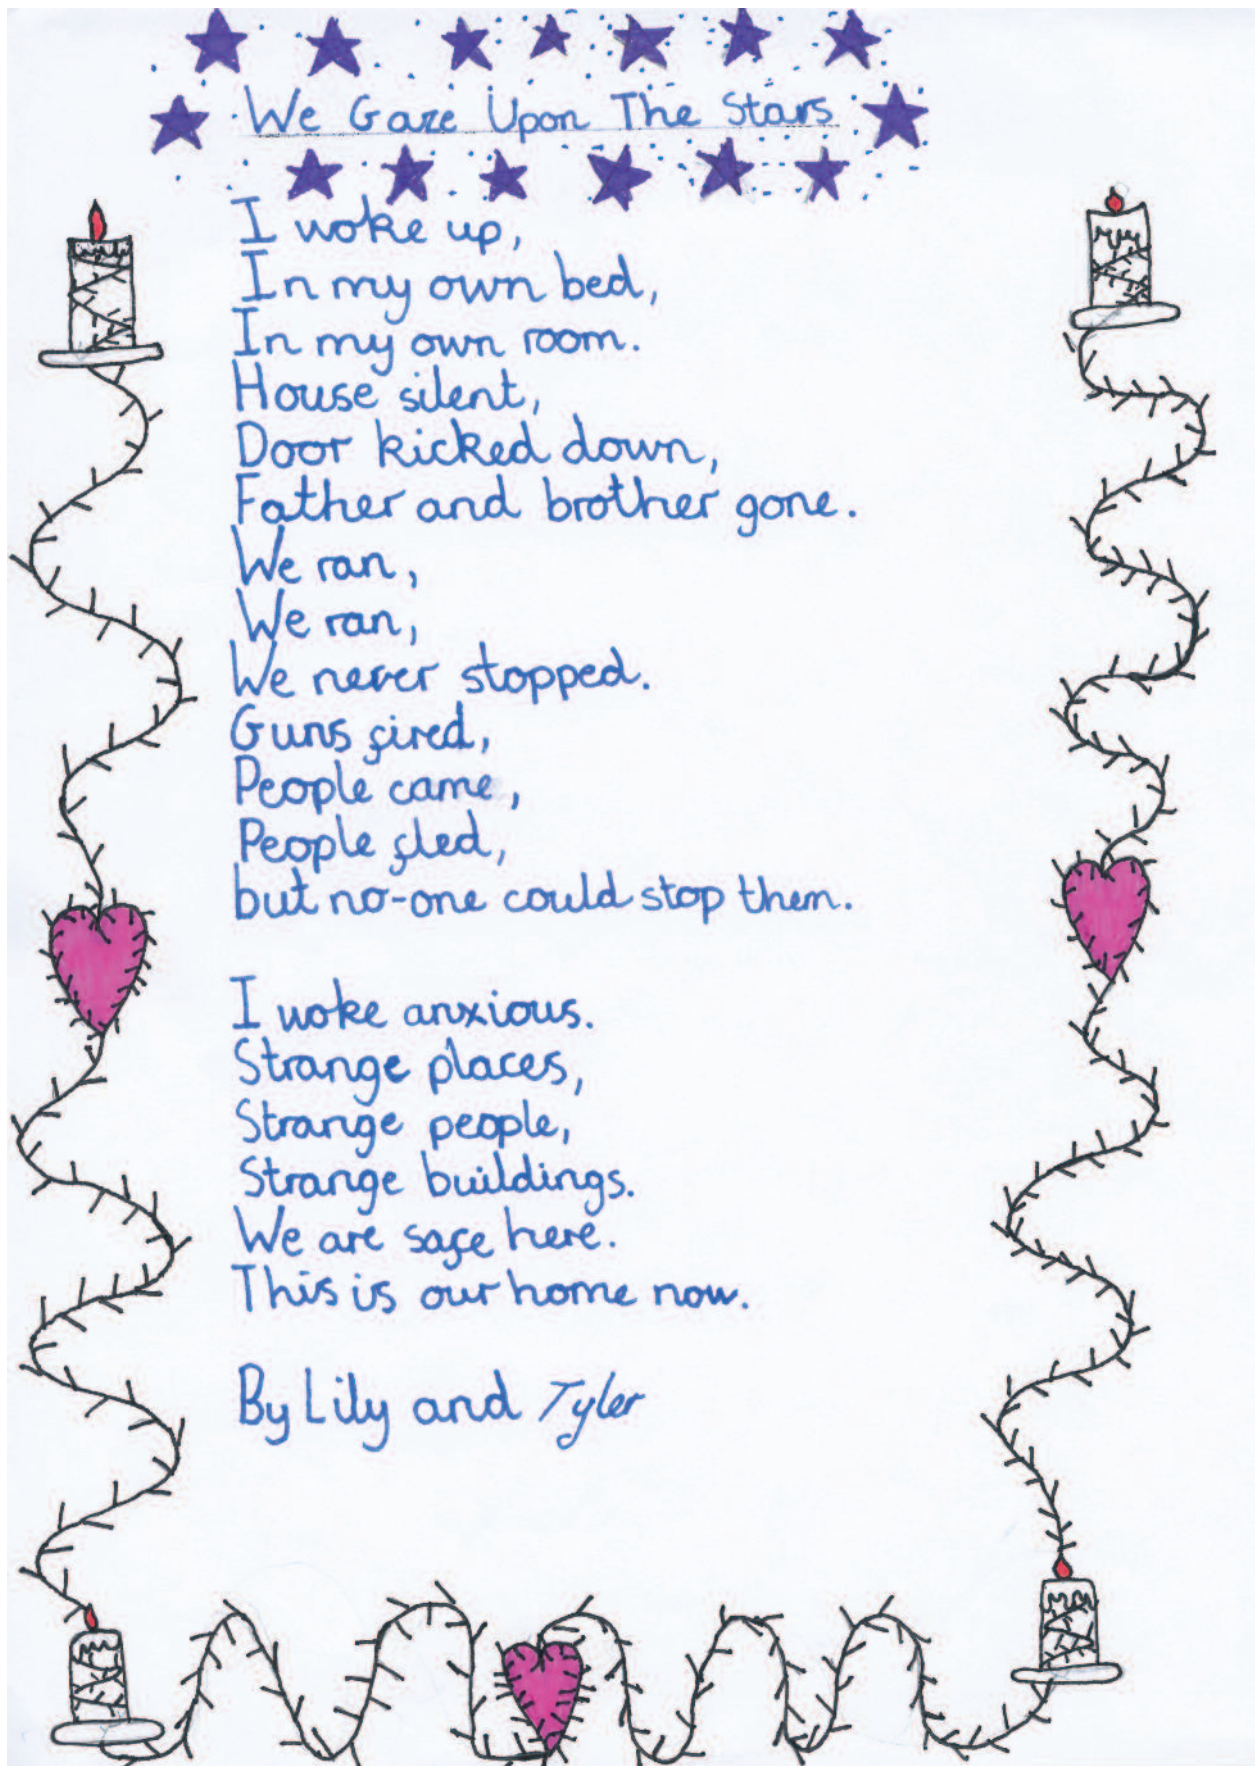 We Gaze Upon The Stars
I woke up,
In my own bed,
In my own room.
House silent,
Door kicked down,
Father and brother gone.
We ran,
We ran,
We never stopped.
Guns fired,
People came,
People fled,
but no-one could stop them.
I woke anxious.
Strange places,
Strange people,
Strange buildings.
We are safe here.
This is our home now.
By Lily and Tyler